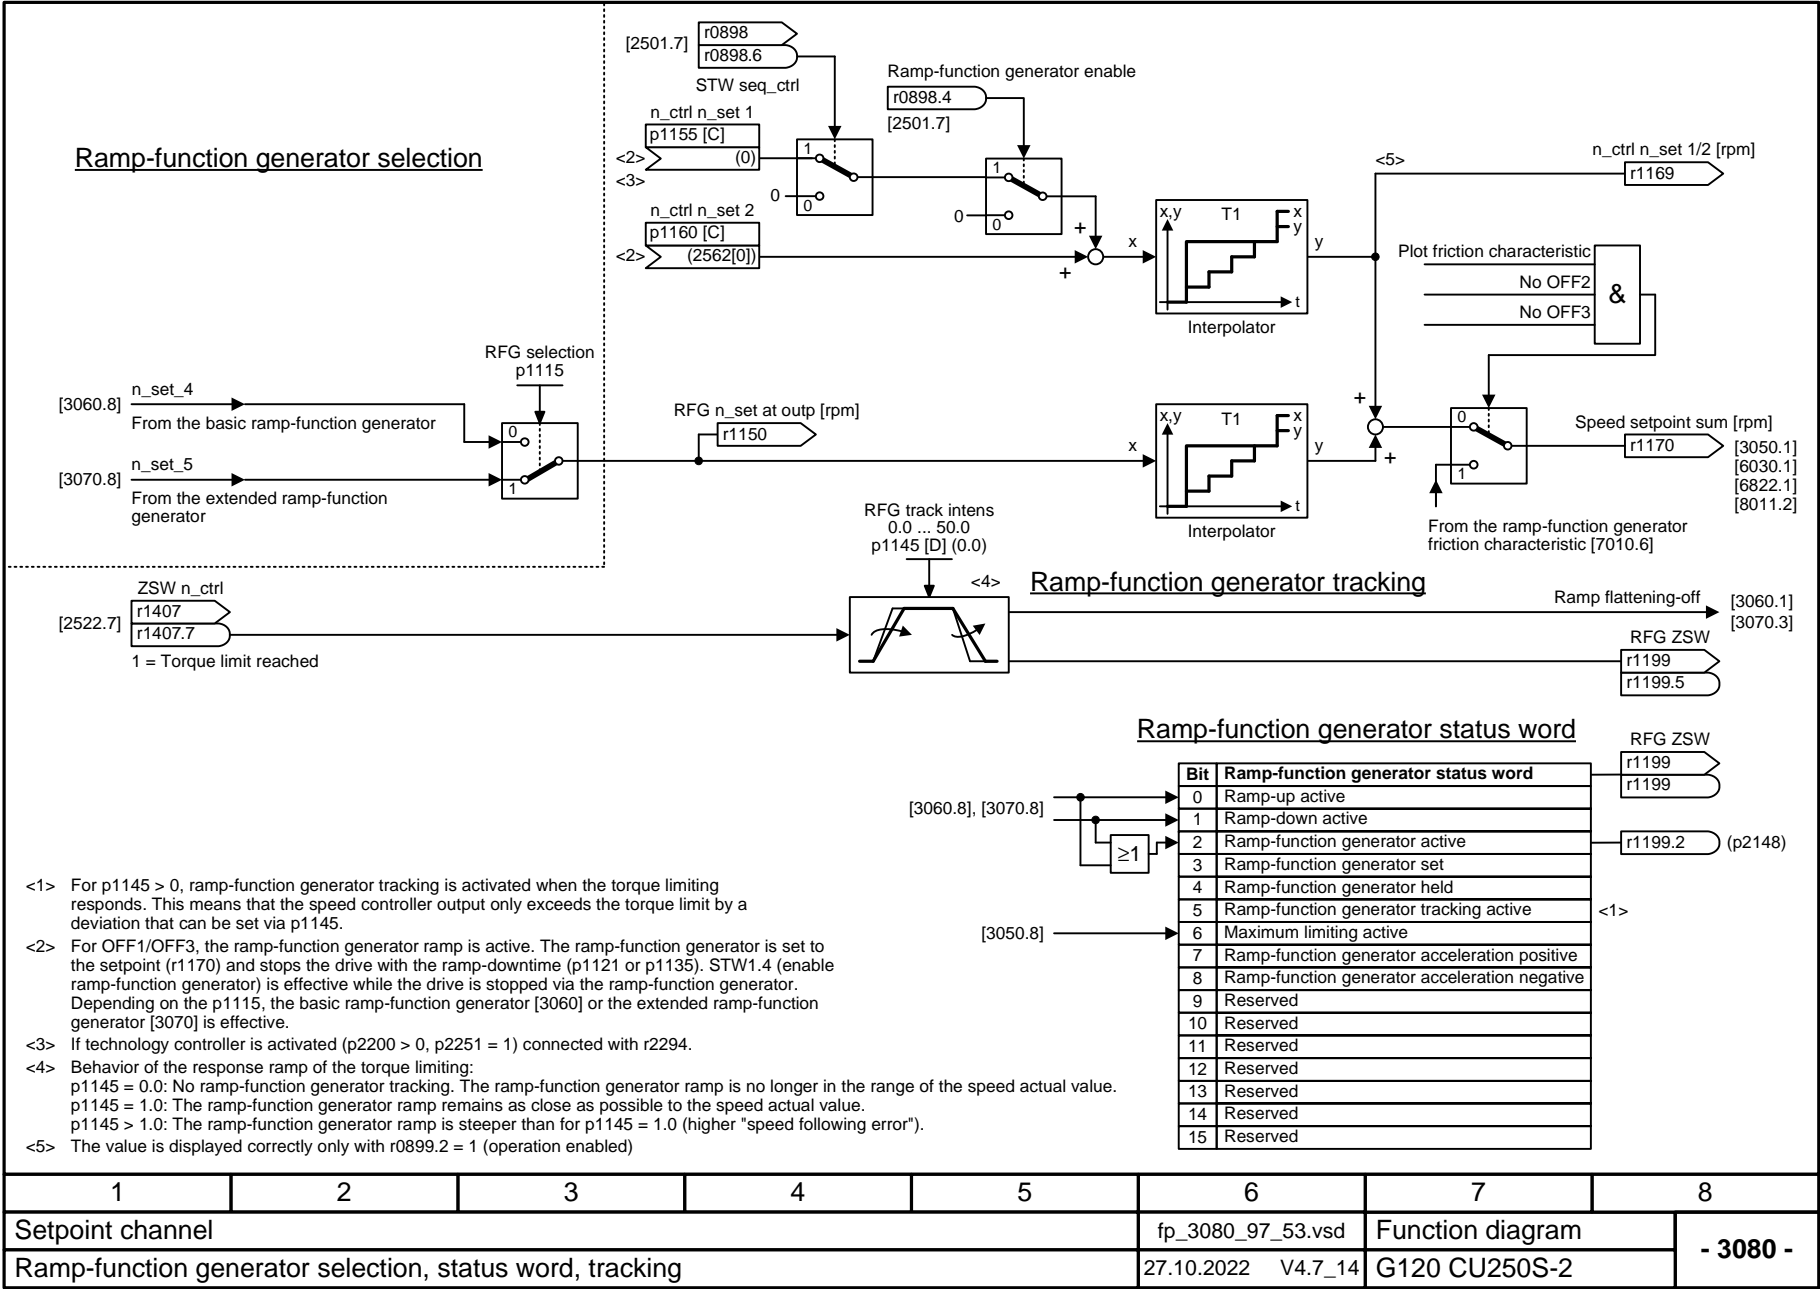 [2501.7]
r0898
r0898.6
STW seq_ctrl
Ramp-function generator enable
r0898.4
[2501.7]
Ramp-function generator selection
n_ctrl n_set 1
p1155 [C]
<2>
(0)
<3>
1
0
0
1
0
0
n_ctrl n_set 2
p1160 [C]
<2>
(2562[0])
+
+
x
x,y
T1
x
y
t
y
Interpolator
<5>
n_ctrl n_set 1/2 [rpm]
r1169
Plot friction characteristic
No OFF2
No OFF3
&
RFG selection
p1115
[3060.8]
n_set_4
From the basic ramp-function generator
0
1
[3070.8]
n_set_5
From the extended ramp-function
generator
RFG n_set at outp [rpm]
r1150
x
x,y
T1
x
y
t
y
Interpolator
+
+
0
1
Speed setpoint sum [rpm]
r1170
[3050.1]
[6030.1]
[6822.1]
[8011.2]
From the ramp-function generator
friction characteristic [7010.6]
RFG track intens
0.0 ... 50.0
p1145 [D] (0.0)
<4>
Ramp-function generator tracking
ZSW n_ctrl
[2522.7]
r1407
r1407.7
1 = Torque limit reached
Ramp flattening-off
[3060.1]
[3070.3]
RFG ZSW
r1199
r1199.5
Ramp-function generator status word
RFG ZSW
r1199
r1199
Bit Ramp-function generator status word
0 Ramp-up active
1 Ramp-down active
2 Ramp-function generator active
3 Ramp-function generator set
4 Ramp-function generator held
5 Ramp-function generator tracking active
6 Maximum limiting active
7 Ramp-function generator acceleration positive
8 Ramp-function generator acceleration negative
9 Reserved
10 Reserved
11 Reserved
12 Reserved
13 Reserved
14 Reserved
15 Reserved
[3060.8], [3070.8]
≥1
r1199.2
(p2148)
<1>
[3050.8]
<1> For p1145 > 0, ramp-function generator tracking is activated when the torque limiting
responds. This means that the speed controller output only exceeds the torque limit by a
deviation that can be set via p1145.
<2> For OFF1/OFF3, the ramp-function generator ramp is active. The ramp-function generator is set to
the setpoint (r1170) and stops the drive with the ramp-downtime (p1121 or p1135). STW1.4 (enable
ramp-function generator) is effective while the drive is stopped via the ramp-function generator.
Depending on the p1115, the basic ramp-function generator [3060] or the extended ramp-function
generator [3070] is effective.
<3> If technology controller is activated (p2200 > 0, p2251 = 1) connected with r2294.
<4> Behavior of the response ramp of the torque limiting:
p1145 = 0.0: No ramp-function generator tracking. The ramp-function generator ramp is no longer in the range of the speed actual value.
p1145 = 1.0: The ramp-function generator ramp remains as close as possible to the speed actual value.
p1145 > 1.0: The ramp-function generator ramp is steeper than for p1145 = 1.0 (higher "speed following error").
<5> The value is displayed correctly only with r0899.2 = 1 (operation enabled)
1 2 3 4 5 6 7 8
Setpoint channel
fp_3080_97_53.vsd
Function diagram
- 3080 -
Ramp-function generator selection, status word, tracking
27.10.2022 V4.7_14
G120 CU250S-2